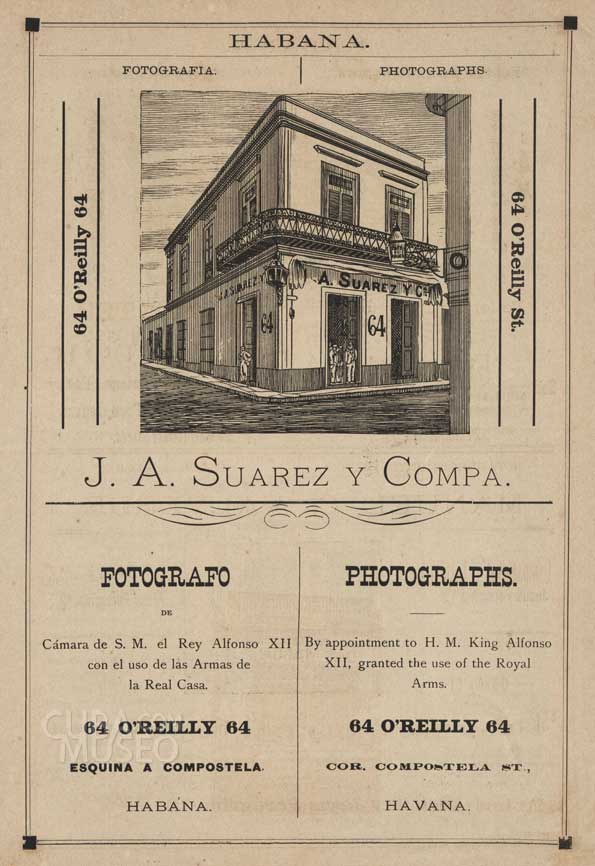 HABANA.
FOTOGRAFIA.
PHOTOGRAPHS.
64 O'Reilly 64
64 O'Reilly St.
J. A. SUAREZ Y
64
A. SUAREZ Y Cª
64
O
J. A. SUAREZ Y COMPA.
FOTOGRAFO
DE
Cámara de S. M. el Rey Alfonso XII
con el uso de las Armas de
la Real Casa.
64 O'REILLY 64
ESQUINA A COMPOSTELA.
HABANA.
PHOTOGRAPHS.
By appointment to H. M. King Alfonso
XII, granted the use of the Royal
Arms.
64 O'REILLY 64
COR. COMPOSTELA ST.,
HAVANA.
CUBA
MUSEO